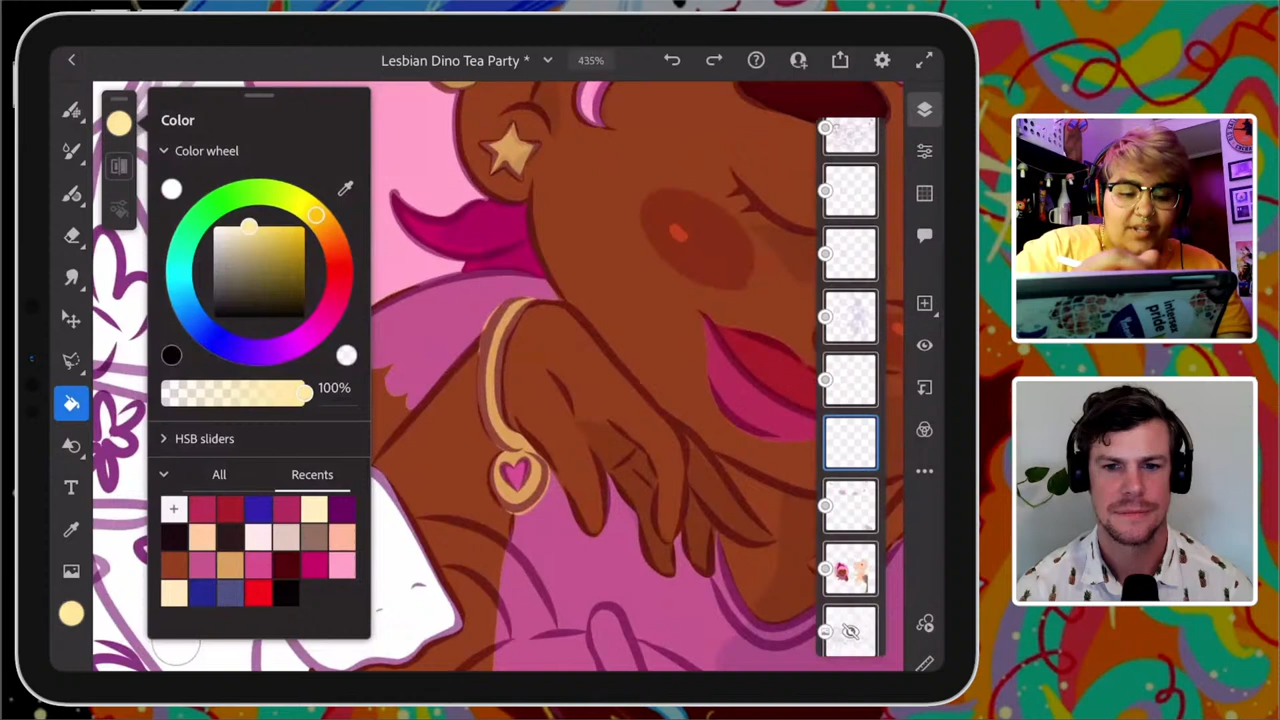 Lesbian Dino Tea Party *
435%
Color
Color wheel
100%
HSB sliders
All
Recents
T
intersex
pride